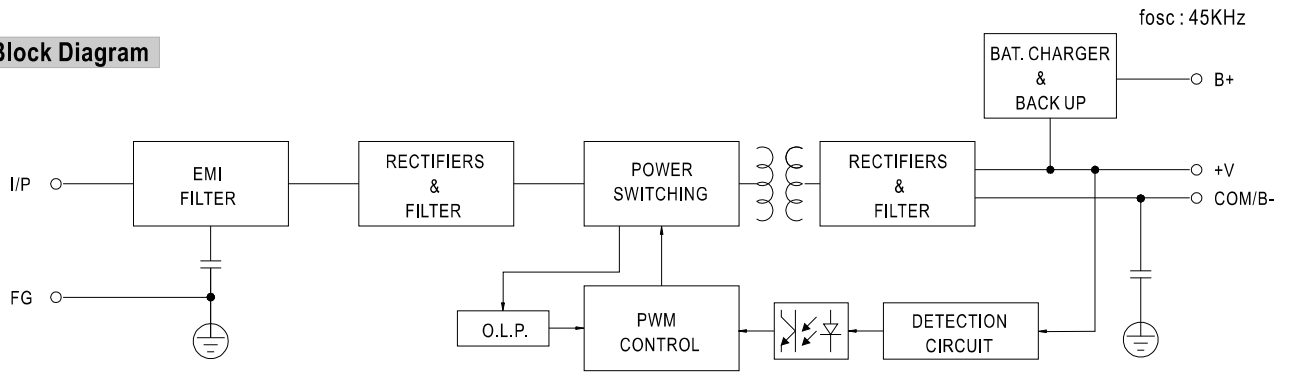 fosc : 45KHz
Block Diagram
BAT. CHARGER
&
BACK UP
B+
I/P
EMI
FILTER
RECTIFIERS
&
FILTER
POWER
SWITCHING
RECTIFIERS
&
FILTER
+V
COM/B-
FG
O.L.P.
PWM
CONTROL
DETECTION
CIRCUIT